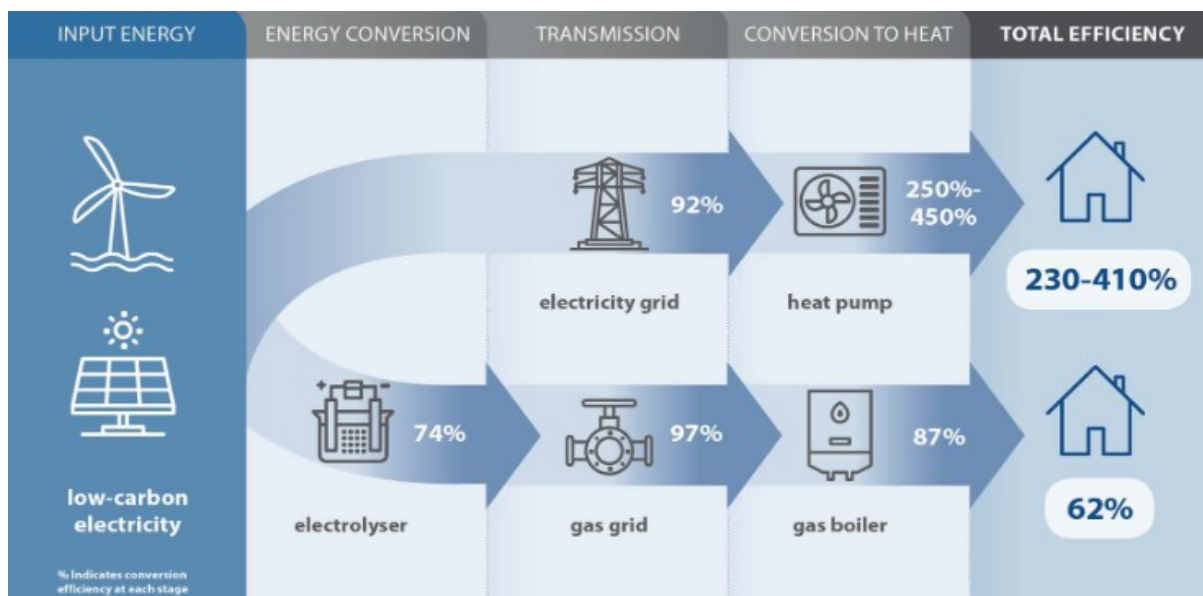 INPUT ENERGY
ENERGY CONVERSION
TRANSMISSION
CONVERSION TO HEAT
TOTAL EFFICIENCY
92%
250%-
450%
electricity grid
heat pump
230-410%
+ -
74%
97%
87%
low-carbon
electricity
electrolyser
gas grid
gas boiler
62%
% Indicates conversion
efficiency at each stage